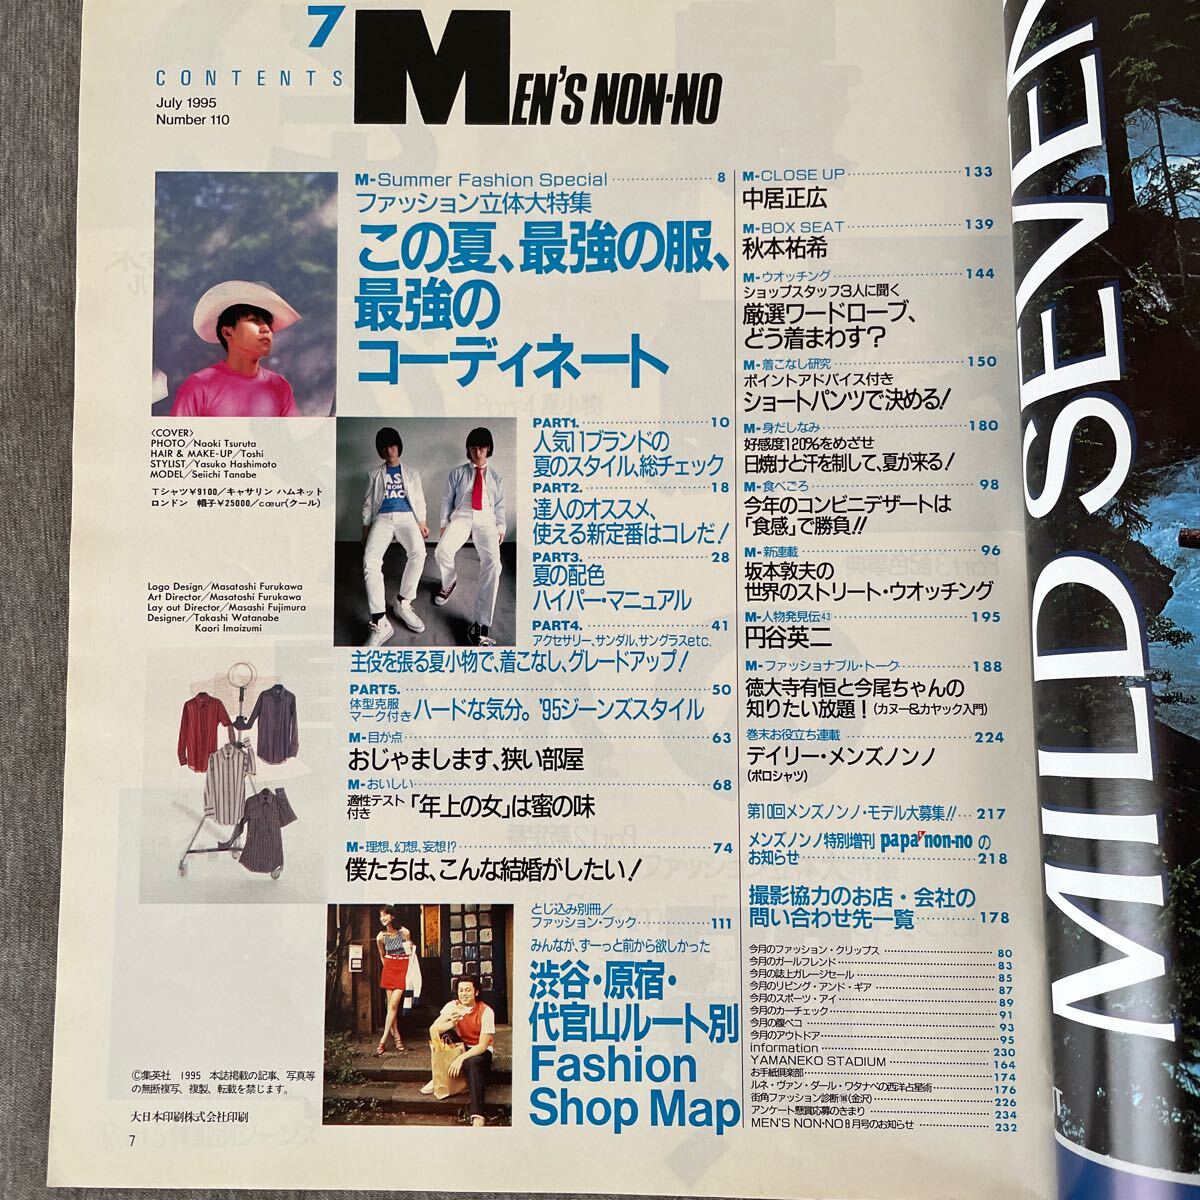 7
CONTENTS
July 1995
Number 110
MEN'S NON-NO
<COVER>
PHOTO/Naoki Tsuruta
HAIR & MAKE-UP/Toshi
STYLIST/Yasuko Hashimoto
MODEL/Seiichi Tanabe
Tシャツ¥9100/キャサリン ハムネット
ロンドン 帽子¥25000/cœur(クール)
Logo Design/Masatoshi Furukawa
Art Director/Masatoshi Furukawa
Lay out Director/Masashi Fujimura
Designer/Takashi Watanabe
Kaori Imaizumi
©集英社 1995 本誌掲載の記事、写真等
の無断複写、複製、転載を禁じます。
大日本印刷株式会社印刷
7
M-Summer Fashion Special 8
ファッション立体大特集
この夏、最強の服、
最強の
コーディネート
PART1. 10
人気11ブランドの
夏のスタイル、総チェック
PART2. 18
達人のオススメ、
使える新定番はコレだ!
PART3. 28
夏の配色
ハイパー・マニュアル
PART4. 41
アクセサリー、サンダル、サングラスetc.
主役を張る夏小物で、着こなし、グレードアップ!
PART5. 50
体型克服
マーク付き ハードな気分。'95ジーンズスタイル
M-目が点 63
おじゃまします、狭い部屋
M-おいしい 68
適性テスト
付き 「年上の女」は蜜の味
M-理想、幻想、妄想!? 74
僕たちは、こんな結婚がしたい!
とじ込み別冊/
ファッション・ブック 111
みんなが、ずーっと前から欲しかった
渋谷・原宿・
代官山ルート別
Fashion
Shop Map
M-CLOSE UP 133
中居正広
M-BOX SEAT 139
秋本祐希
M-ウオッチング 144
ショップスタッフ3人に聞く
厳選ワードローブ、
どう着まわす?
M-着こなし研究 150
ポイントアドバイス付き
ショートパンツで決める!
M-身だしなみ 180
好感度120%をめざせ
日焼けと汗を制して、夏が来る!
M-食べごろ 98
今年のコンビニデザートは
「食感」で勝負!!
M-新連載 96
坂本敦夫の
世界のストリート・ウオッチング
M-人物発見伝43 195
円谷英二
M-ファッショナブル・トーク 188
徳大寺有恒と今尾ちゃんの
知りたい放題!(カヌー&カヤック入門)
巻末お役立ち連載 224
デイリー・メンズノンノ
(ポロシャツ)
第10回メンズノンノ・モデル大募集!! 217
メンズノンノ特別増刊 papa non-no の
お知らせ 218
撮影協力のお店・会社の
問い合わせ先一覧 178
今月のファッション・クリップス 80
今月のガールフレンド 83
今月の誌上ガレージセール 85
今月のリビング・アンド・ギア 87
今月のスポーツ・アイ 89
今月のカーチェック 91
今月の腹ペコ 93
今月のアウトドア 95
information 230
YAMANEKO STADIUM 164
お手紙倶楽部 174
ルネ・ヴァン・ダール・ワタナベの西洋占星術 176
街角ファッション診断(金沢) 226
アンケート懸賞応募のきまり 234
MEN'S NON-NO8月号のお知らせ 232
MILD SEVEN